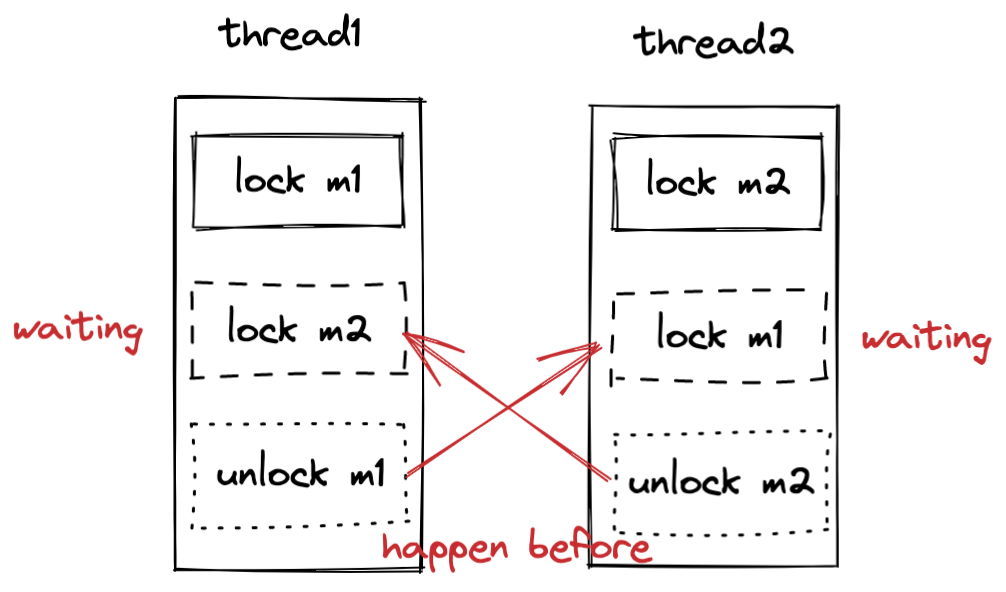 thread1
thread2
lock m1
lock m2
waiting
lock m2
lock m1
waiting
unlock m1
unlock m2
happen before